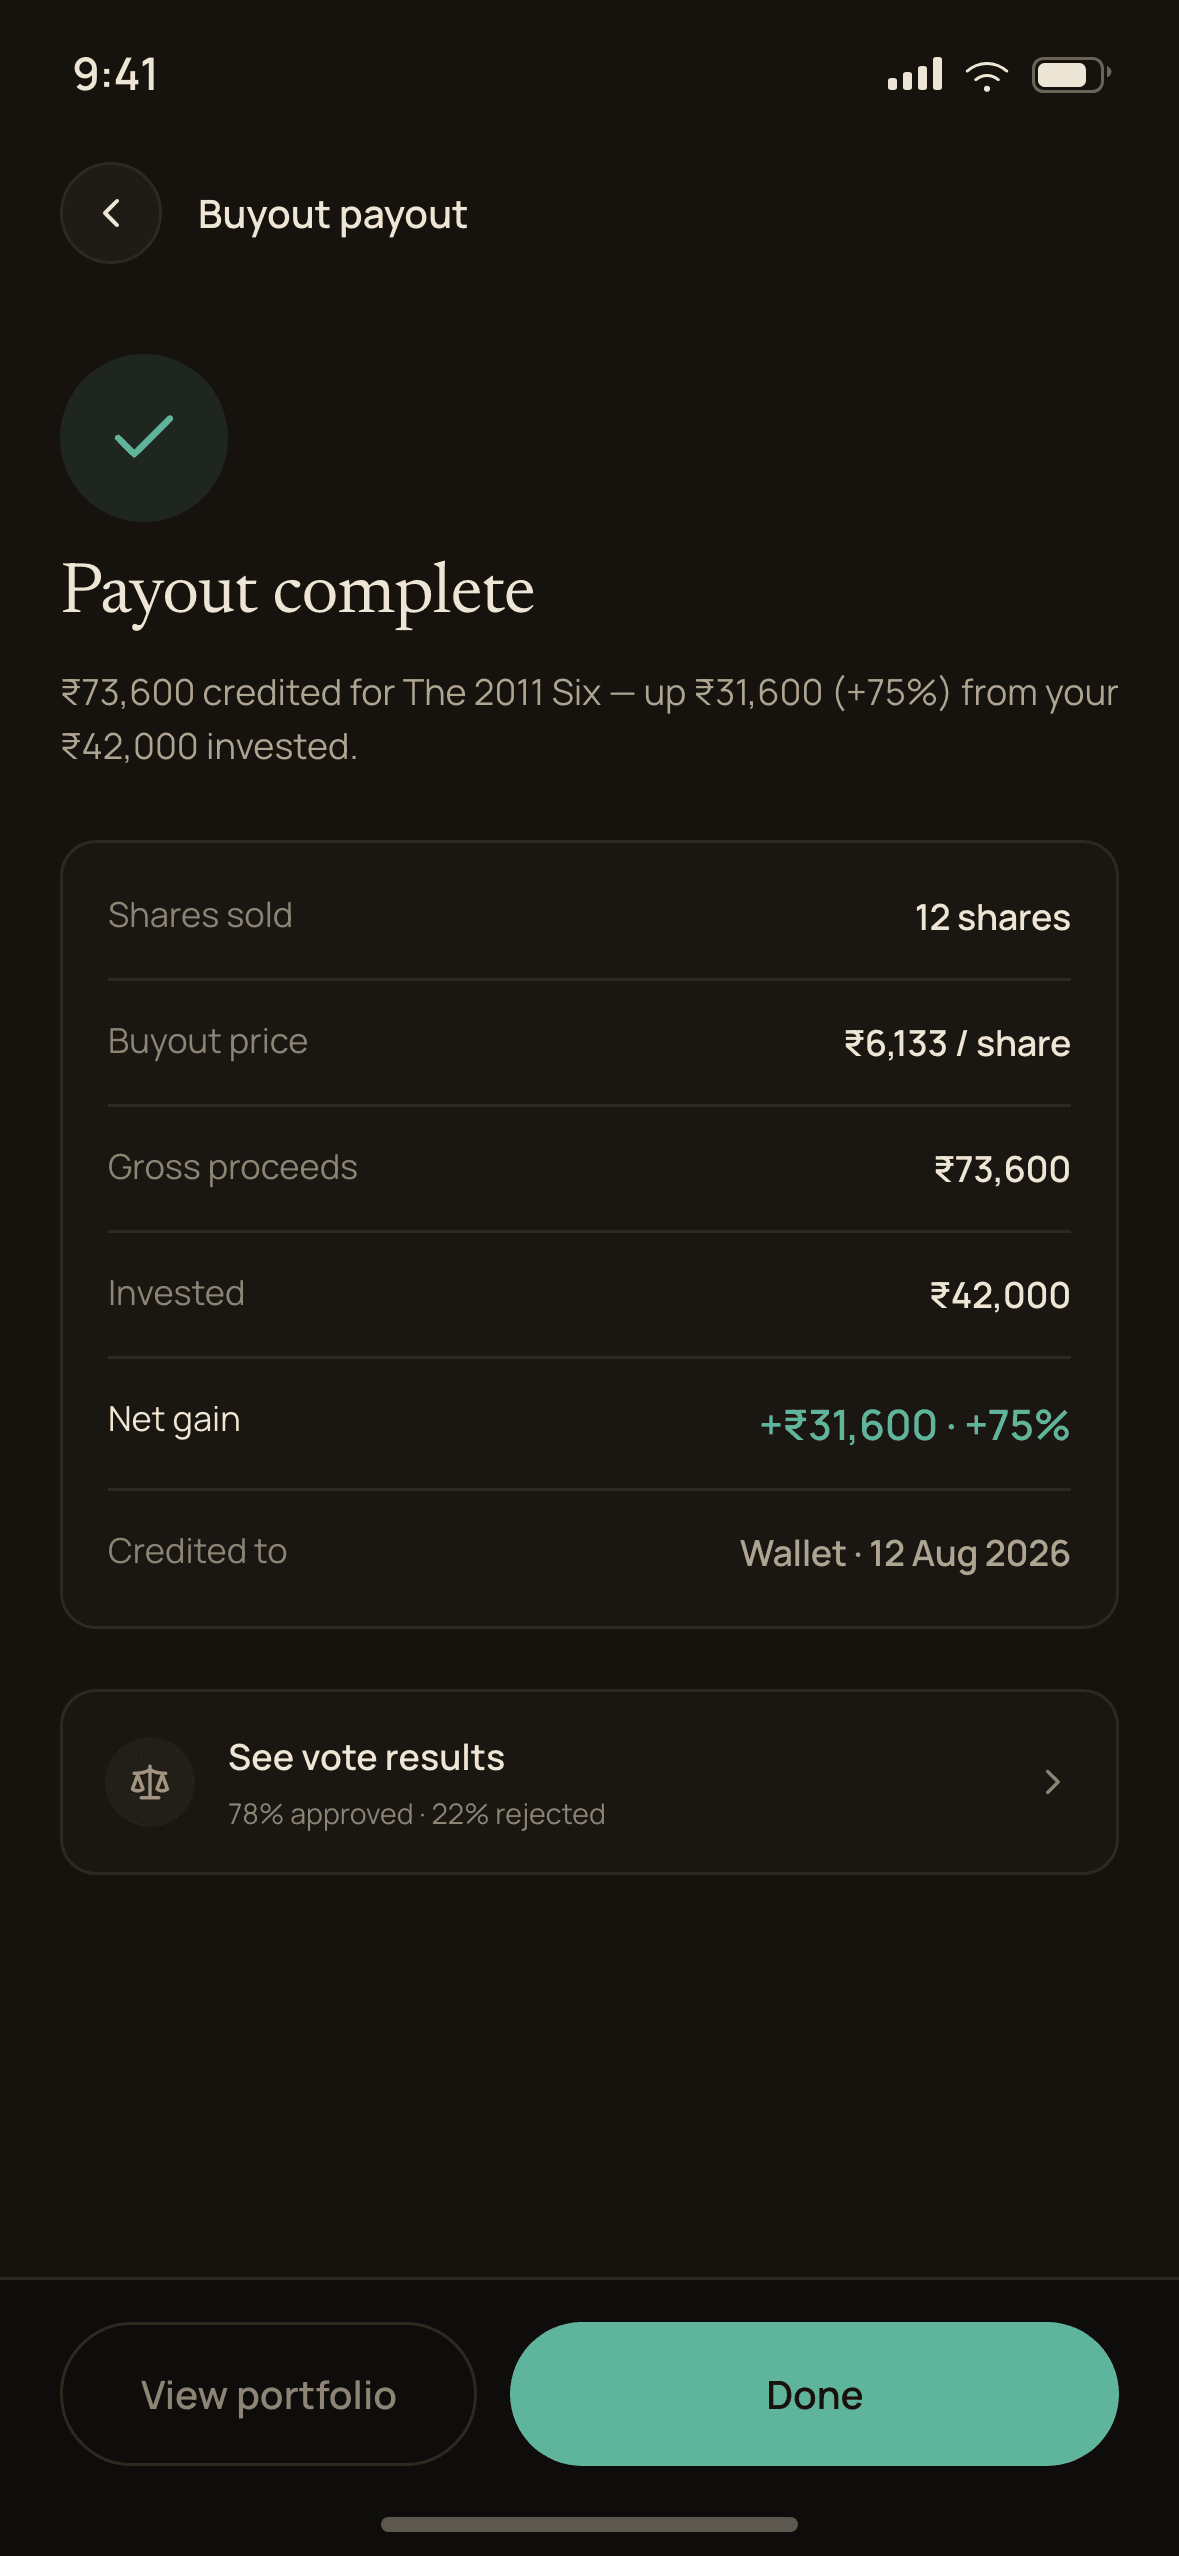 9:41
Buyout payout
Payout complete
₹73,600 credited for The 2011 Six — up ₹31,600 (+75%) from your
₹42,000 invested.
Shares sold 12 shares
Buyout price ₹6,133 / share
Gross proceeds ₹73,600
Invested ₹42,000
Net gain +₹31,600 · +75%
Credited to Wallet · 12 Aug 2026
See vote results
78% approved · 22% rejected
View portfolio Done